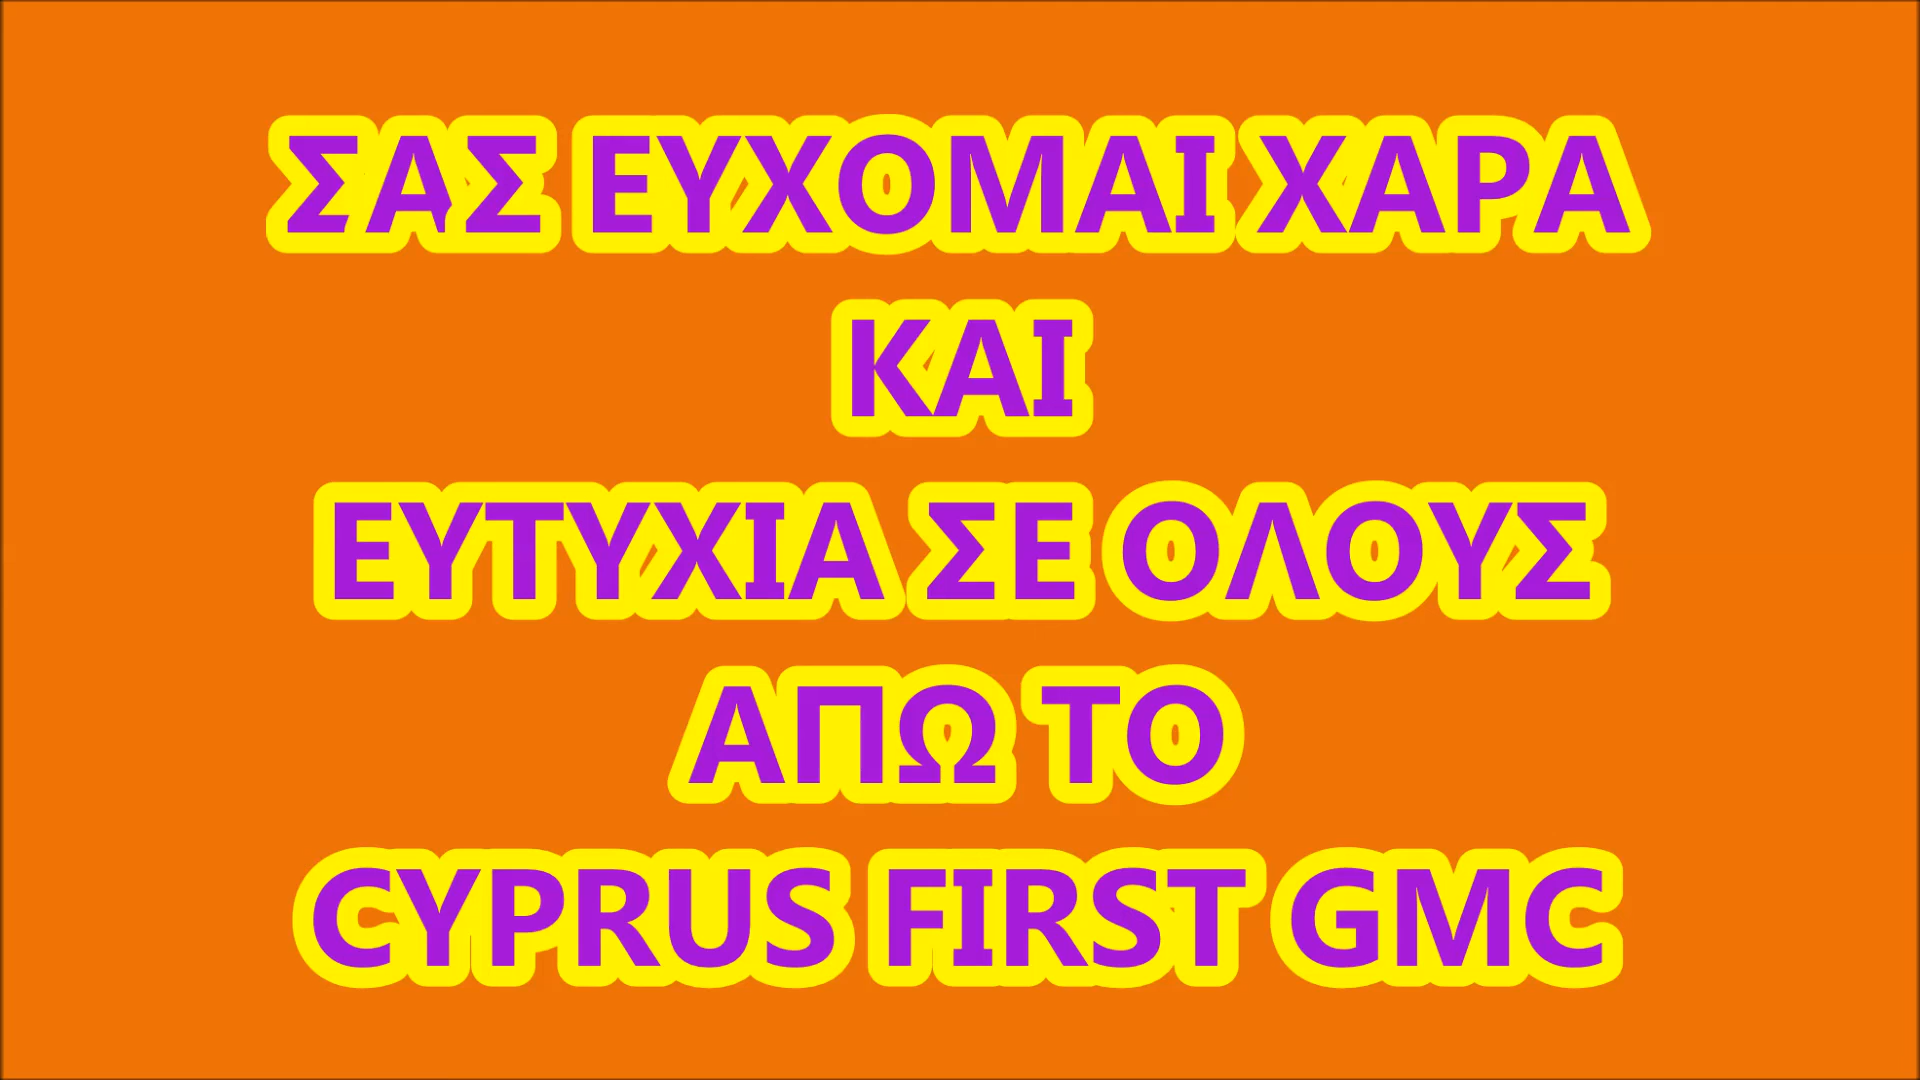 ΣΑΣ ΕΥΧΟΜΑΙ ΧΑΡΑ
ΚΑΙ
ΕΥΤΥΧΙΑ ΣΕ ΟΛΟΥΣ
ΑΠΩ ΤΟ
CYPRUS FIRST GMC